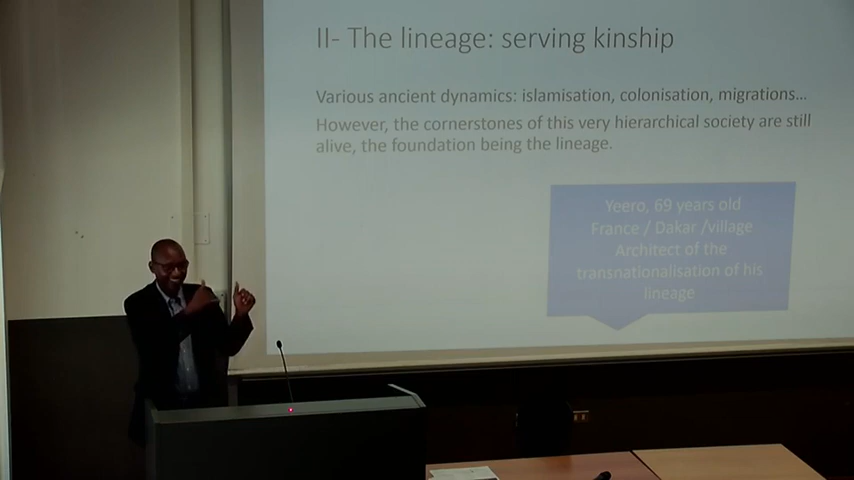 II- The lineage: serving kinship
Various ancient dynamics: islamisation, colonisation, migrations...
However, the cornerstones of this very hierarchical society are still
alive, the foundation being the lineage.
Yeero, 69 years old
France / Dakar /village
Architect of the
transnationalisation of his
lineage